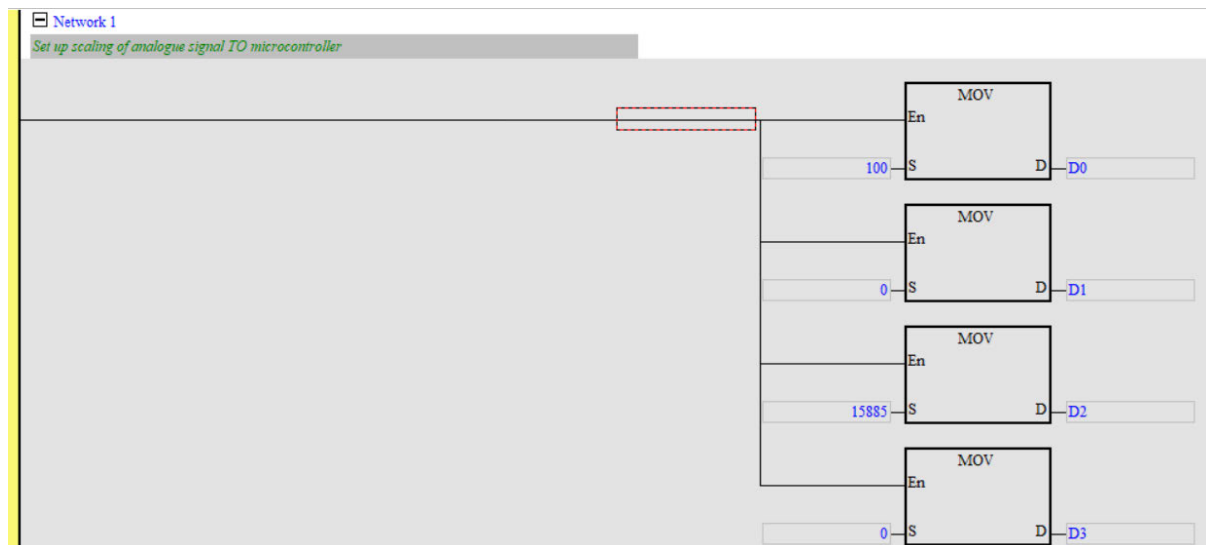 Network 1
Set up scaling of analogue signal TO microcontroller
MOV
En
100 S D D0
MOV
En
0 S D D1
MOV
En
15885 S D D2
MOV
En
0 S D D3